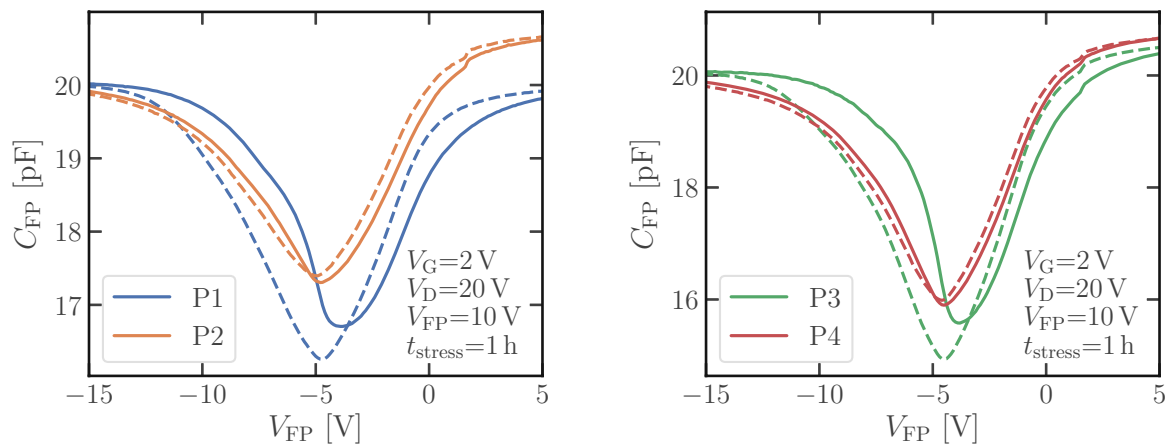 20
19
18
17
C_FP [pF]
−15
−10
−5
0
5
V_FP [V]
P1
P2
V_G=2 V
V_D=20 V
V_FP=10 V
t_stress=1 h
20
18
16
C_FP [pF]
−15
−10
−5
0
5
V_FP [V]
P3
P4
V_G=2 V
V_D=20 V
V_FP=10 V
t_stress=1 h